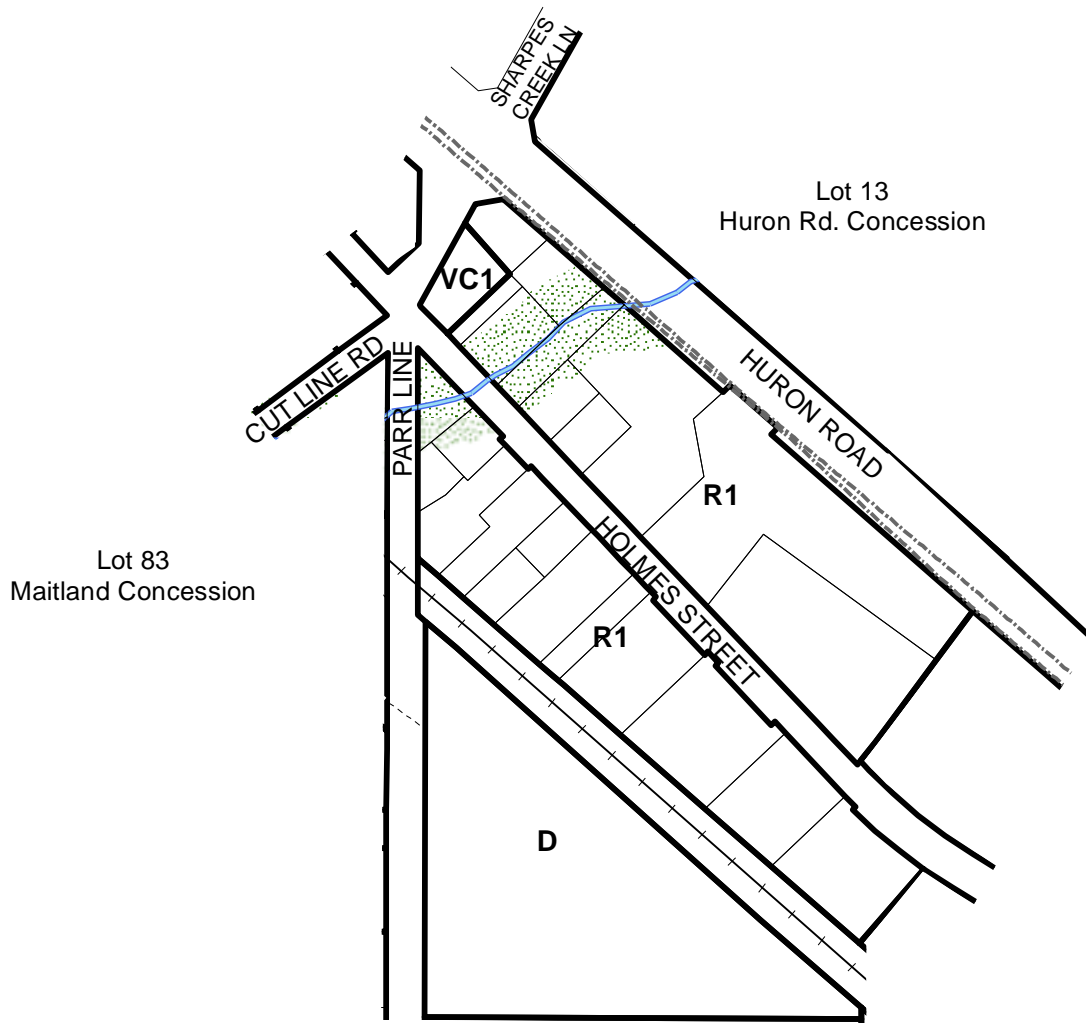 SHARPES
CREEK LN
Lot 13
Huron Rd. Concession
VC1
CUT LINE RD
PARR LINE
HURON ROAD
R1
HOLMES STREET
Lot 83
Maitland Concession
R1
D